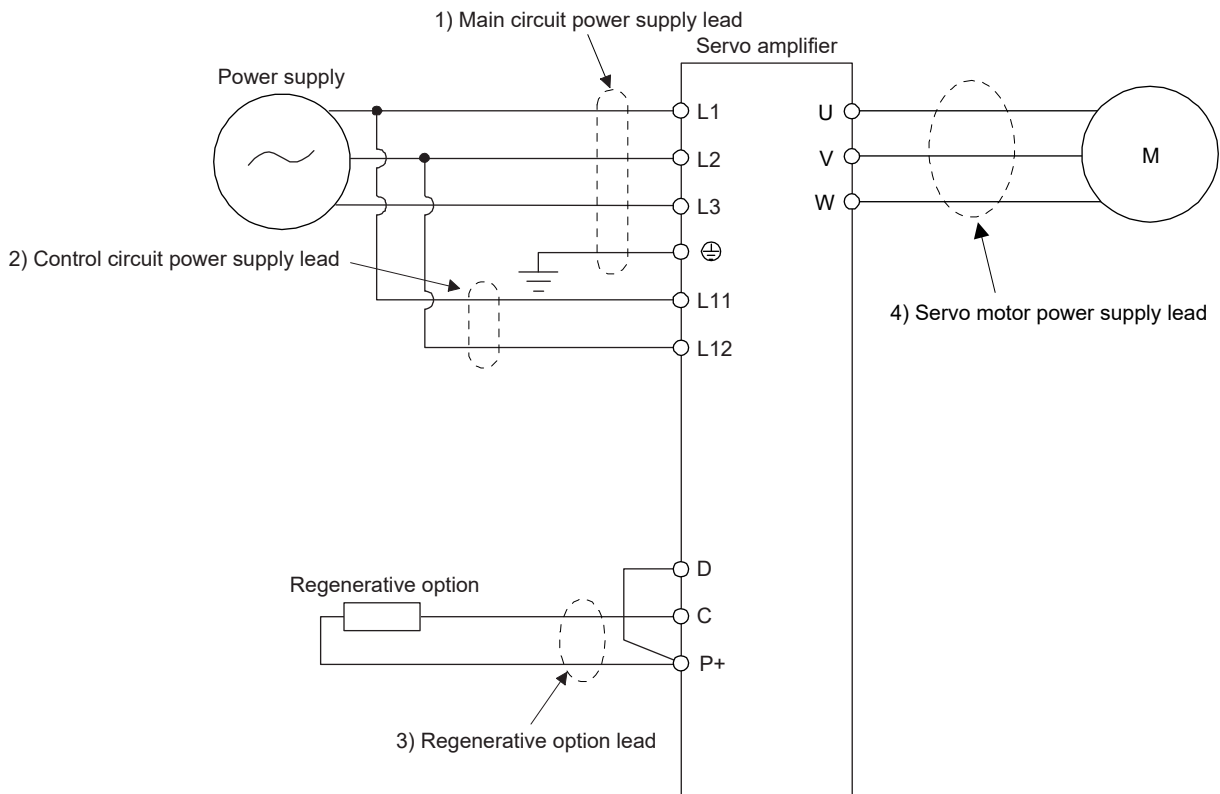 1) Main circuit power supply lead
Servo amplifier
Power supply
L1
U
L2
V
M
L3
W
2) Control circuit power supply lead
L11
4) Servo motor power supply lead
L12
D
Regenerative option
C
P+
3) Regenerative option lead